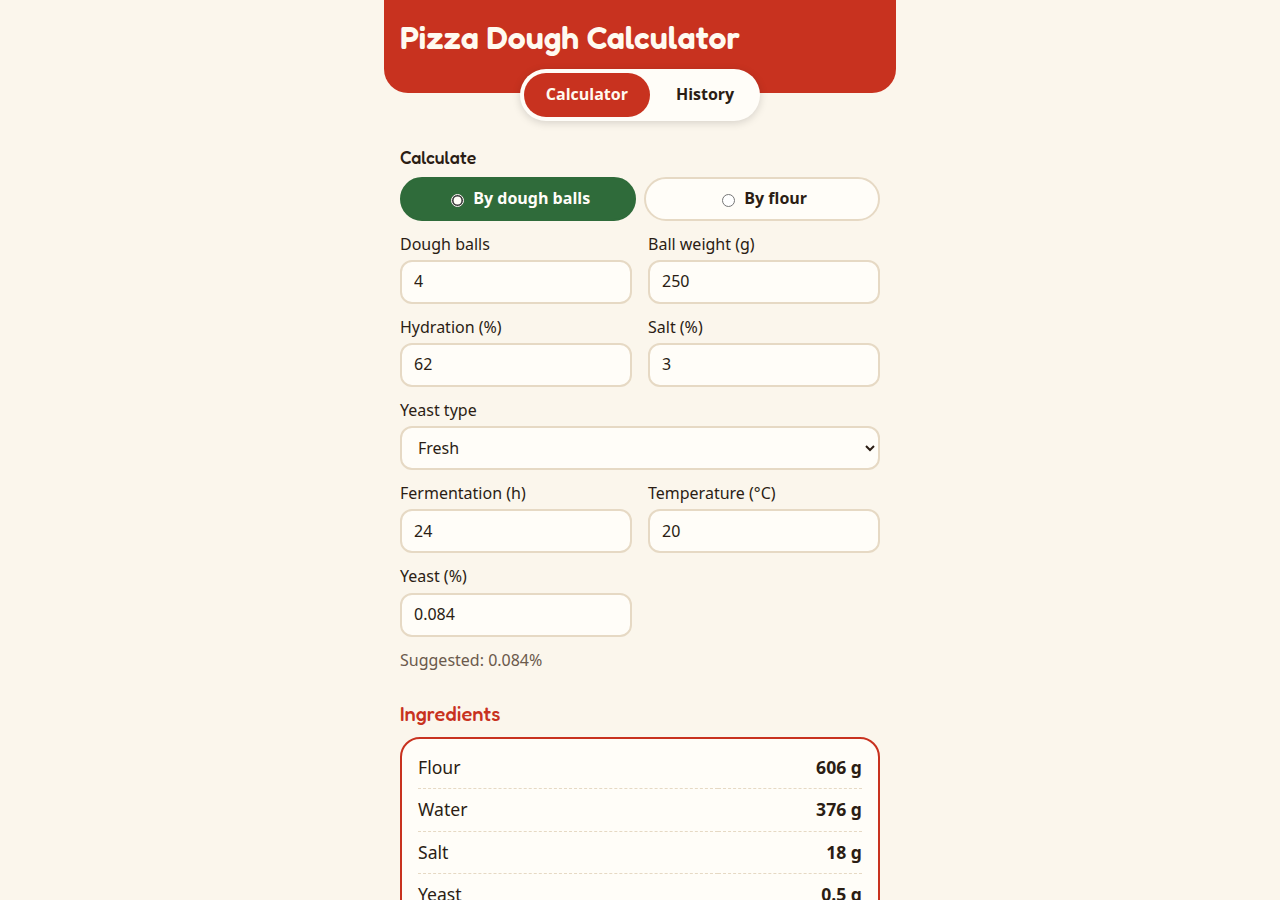 Pizza Dough Calculator
Calculator History
Calculate
By dough balls By flour
Dough balls Ball weight (g)
4 250
Hydration (%) Salt (%)
62 3
Yeast type
Fresh
Fermentation (h) Temperature (°C)
24 20
Yeast (%)
0.084
Suggested: 0.084%
Ingredients
Flour 606 g
Water 376 g
Salt 18 g
Yeast 0.5 g